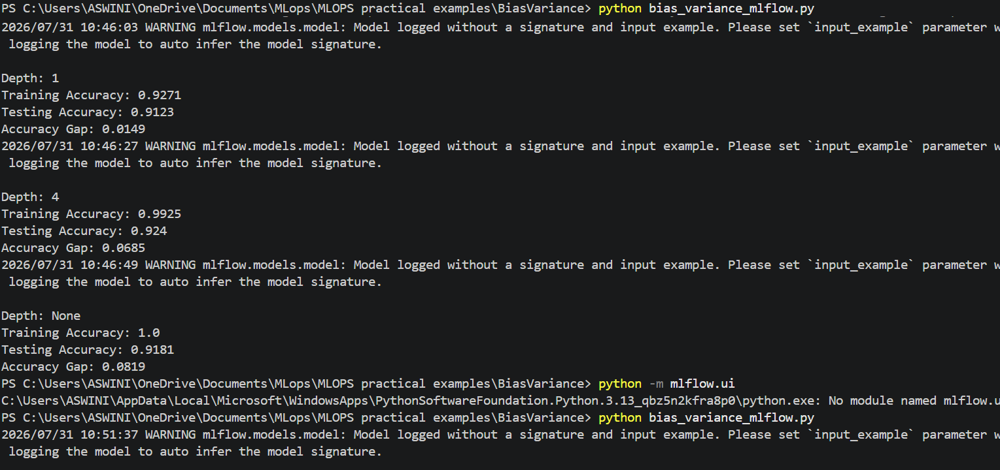 PS C:\Users\ASWINI\OneDrive\Documents\MLops\MLOPS practical examples\BiasVariance> python bias_variance_mlflow.py
2026/07/31 10:46:03 WARNING mlflow.models.model: Model logged without a signature and input example. Please set `input_example` parameter w
logging the model to auto infer the model signature.
Depth: 1
Training Accuracy: 0.9271
Testing Accuracy: 0.9123
Accuracy Gap: 0.0149
2026/07/31 10:46:27 WARNING mlflow.models.model: Model logged without a signature and input example. Please set `input_example` parameter w
logging the model to auto infer the model signature.
Depth: 4
Training Accuracy: 0.9925
Testing Accuracy: 0.924
Accuracy Gap: 0.0685
2026/07/31 10:46:49 WARNING mlflow.models.model: Model logged without a signature and input example. Please set `input_example` parameter w
logging the model to auto infer the model signature.
Depth: None
Training Accuracy: 1.0
Testing Accuracy: 0.9181
Accuracy Gap: 0.0819
PS C:\Users\ASWINI\OneDrive\Documents\MLops\MLOPS practical examples\BiasVariance> python -m mlflow.ui
C:\Users\ASWINI\AppData\Local\Microsoft\WindowsApps\PythonSoftwareFoundation.Python.3.13_qbz5n2kfra8p0\python.exe: No module named mlflow.u
PS C:\Users\ASWINI\OneDrive\Documents\MLops\MLOPS practical examples\BiasVariance> python bias_variance_mlflow.py
2026/07/31 10:51:37 WARNING mlflow.models.model: Model logged without a signature and input example. Please set `input_example` parameter w
logging the model to auto infer the model signature.